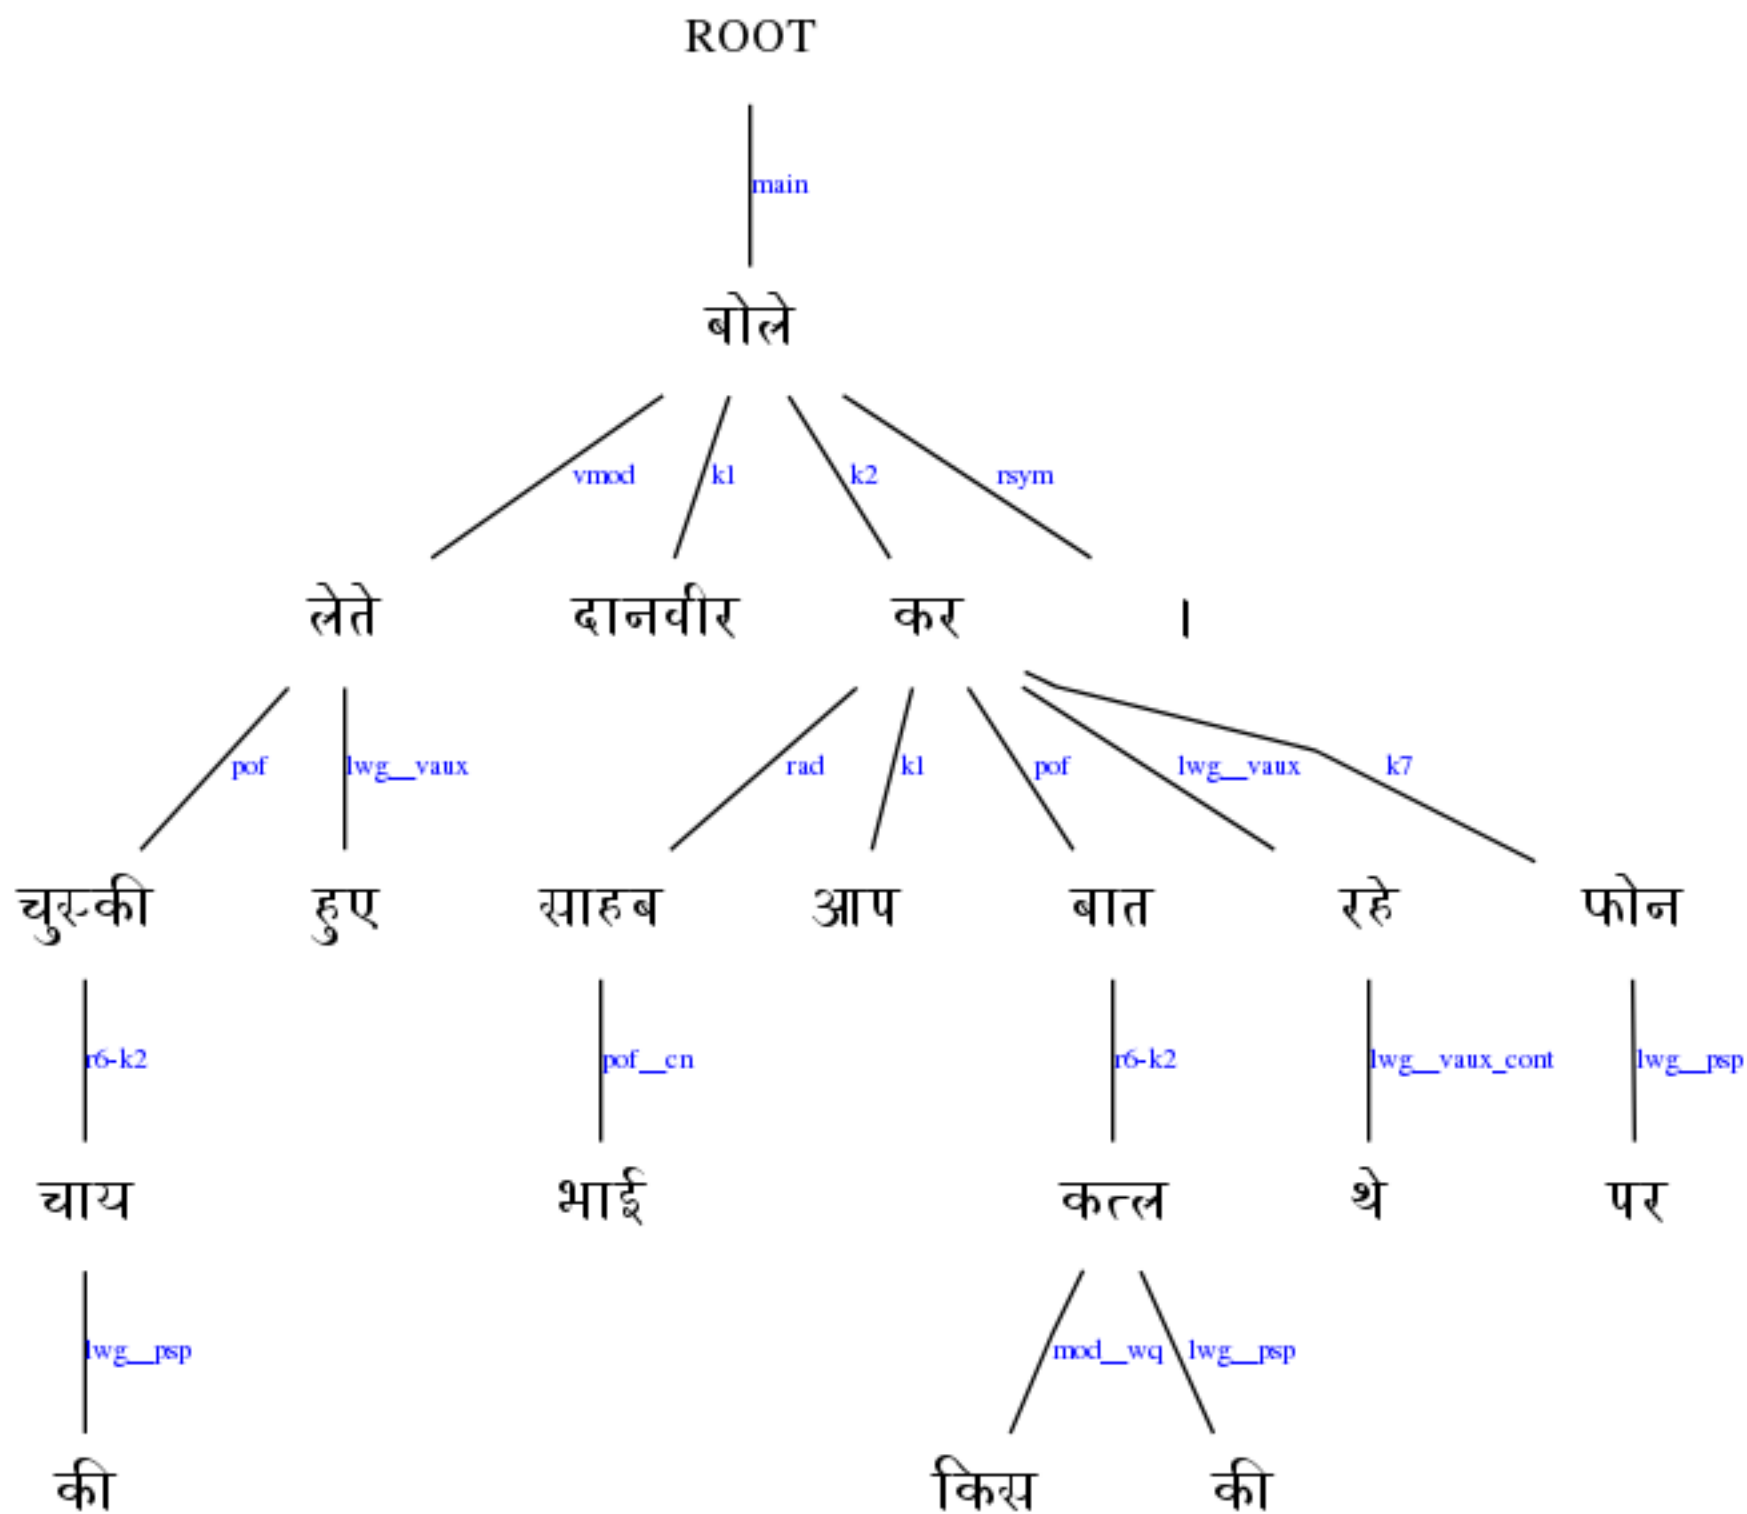 ROOT
main
बोले
vmod k1 k2 rsym
लेते दानवीर कर ।
pof lwg__vaux rad k1 pof lwg__vaux k7
चुस्की हुए साहब आप बात रहे फोन
r6-k2 pof__cn r6-k2 lwg__vaux_cont lwg__psp
चाय भाई कत्ल थे पर
lwg__psp mod__wq lwg__psp
की किस की